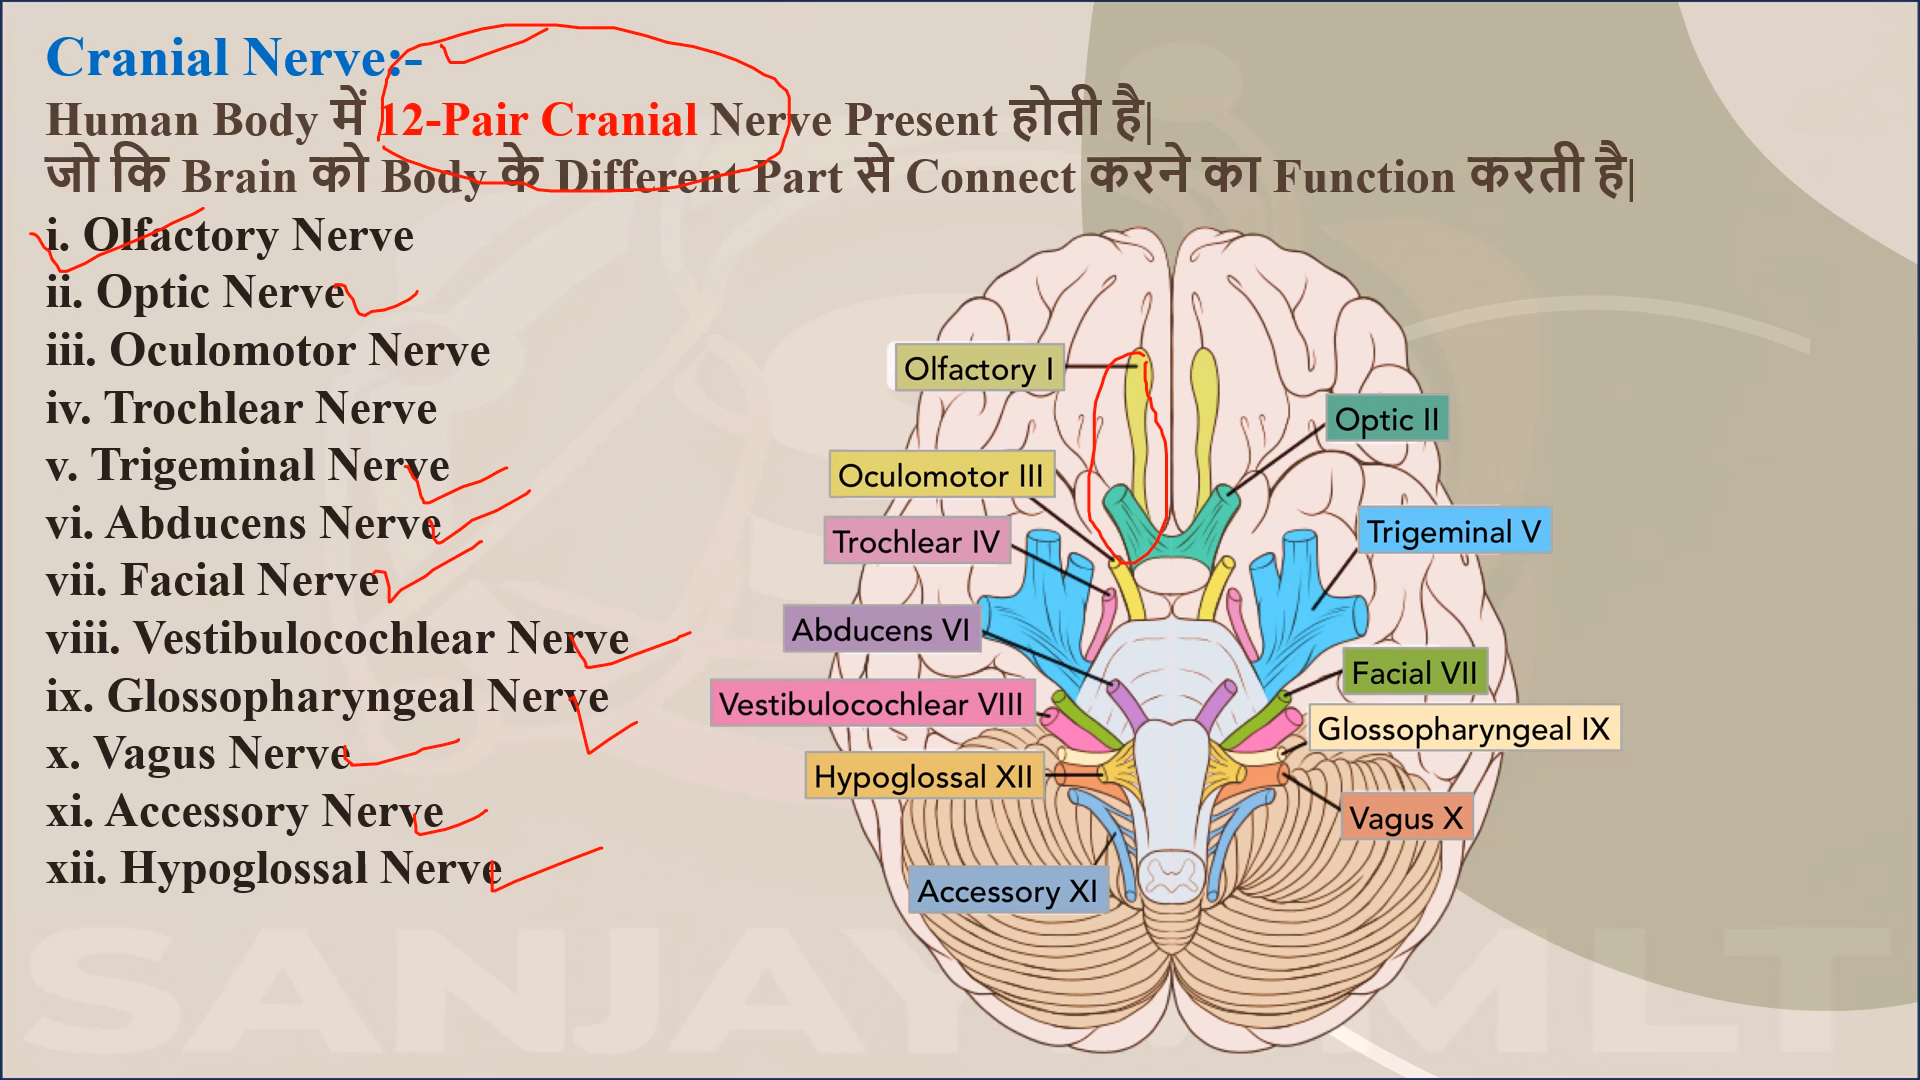 Cranial Nerve:-
Human Body में 12-Pair Cranial Nerve Present होती है|
जो कि Brain को Body के Different Part से Connect करने का Function करती है|
i. Olfactory Nerve
ii. Optic Nerve
iii. Oculomotor Nerve
iv. Trochlear Nerve
v. Trigeminal Nerve
vi. Abducens Nerve
vii. Facial Nerve
viii. Vestibulocochlear Nerve
ix. Glossopharyngeal Nerve
x. Vagus Nerve
xi. Accessory Nerve
xii. Hypoglossal Nerve
Olfactory I
Optic II
Oculomotor III
Trochlear IV
Trigeminal V
Abducens VI
Facial VII
Vestibulocochlear VIII
Glossopharyngeal IX
Hypoglossal XII
Vagus X
Accessory XI
MLT